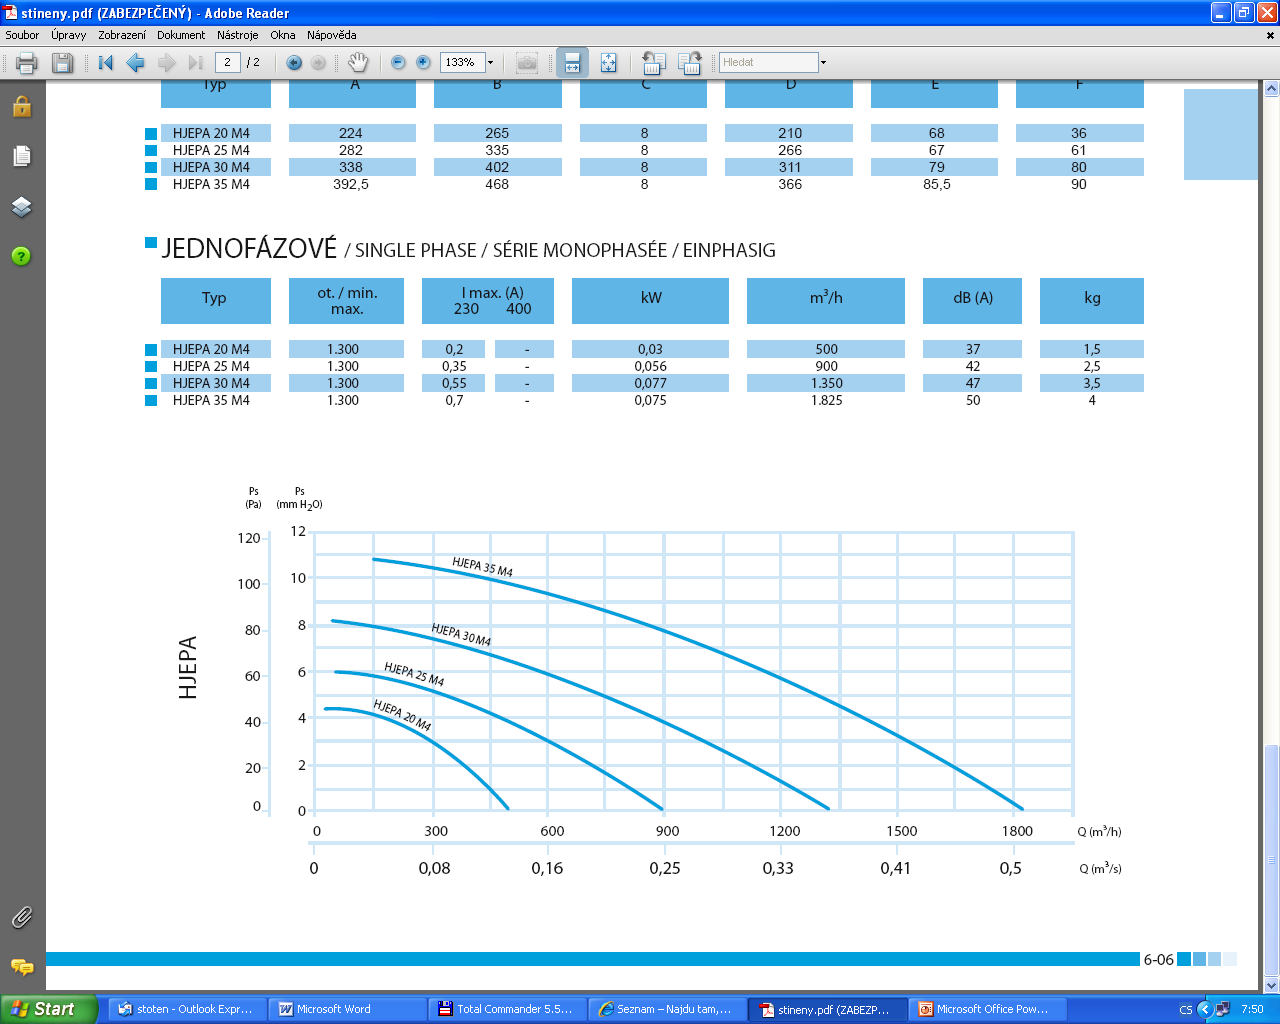 stineny.pdf (ZABEZPEČENÝ) - Adobe Reader
Soubor Úpravy Zobrazení Dokument Nástroje Okna Nápověda
2 / 2 133% Hledat
Typ A B C D E F
HJEPA 20 M4 224 265 8 210 68 36
HJEPA 25 M4 282 335 8 266 67 61
HJEPA 30 M4 338 402 8 311 79 80
HJEPA 35 M4 392,5 468 8 366 85,5 90
JEDNOFÁZOVÉ / SINGLE PHASE / SÉRIE MONOPHASÉE / EINPHASIG
Typ ot. / min. max. I max. (A) 230 400 kW m³/h dB (A) kg
HJEPA 20 M4 1.300 0,2 - 0,03 500 37 1,5
HJEPA 25 M4 1.300 0,35 - 0,056 900 42 2,5
HJEPA 30 M4 1.300 0,55 - 0,077 1.350 47 3,5
HJEPA 35 M4 1.300 0,7 - 0,075 1.825 50 4
Ps Ps
(Pa) (mm H₂O)
HJEPA
120 12
100 10
80 8
60 6
40 4
20 2
0 0
HJEPA 35 M4
HJEPA 30 M4
HJEPA 25 M4
HJEPA 20 M4
0 300 600 900 1200 1500 1800 Q (m³/h)
0 0,08 0,16 0,25 0,33 0,41 0,5 Q (m³/s)
6-06
Start stoten - Outlook Expr... Microsoft Word Total Commander 5.5... Seznam – Najdu tam,... stineny.pdf (ZABEZP... Microsoft Office Pow... CS 7:50